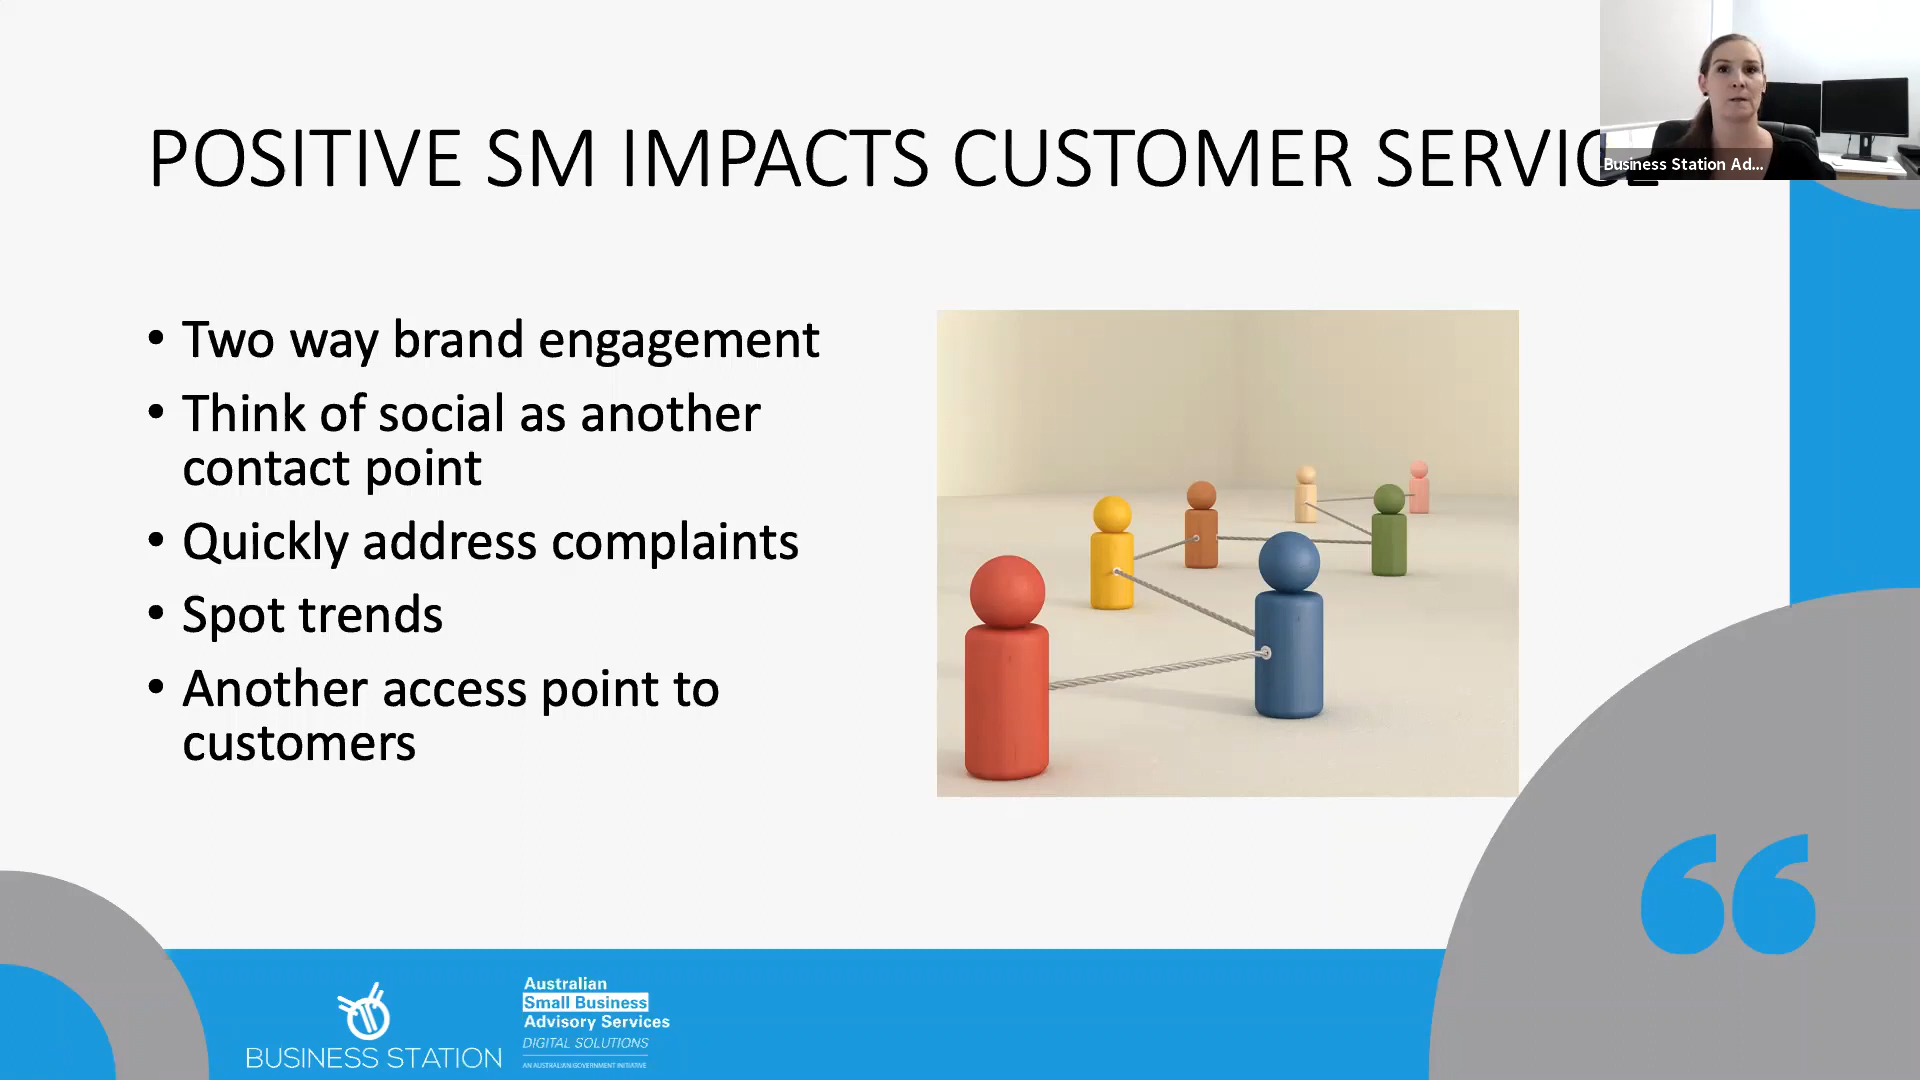 POSITIVE SM IMPACTS CUSTOMER SERVICE
Business Station Ad...
• Two way brand engagement
• Think of social as another
contact point
• Quickly address complaints
• Spot trends
• Another access point to
customers
BUSINESS STATION
Australian
Small Business
Advisory Services
DIGITAL SOLUTIONS
AN AUSTRALIAN GOVERNMENT INITIATIVE